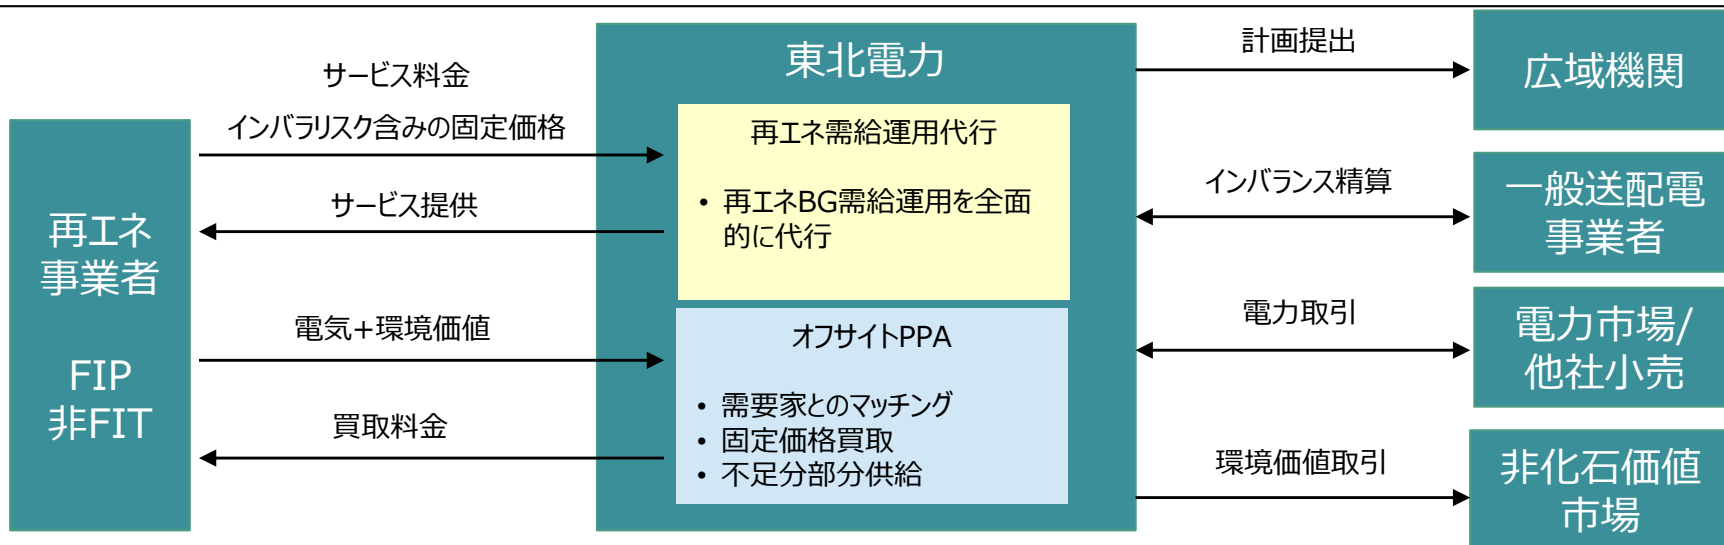 再エネ
事業者
FIP
非FIT
サービス料金
インバラリスク含みの固定価格
サービス提供
電気+環境価値
買取料金
東北電力
再エネ需給運用代行
• 再エネBG需給運用を全面
的に代行
オフサイトPPA
• 需要家とのマッチング
• 固定価格買取
• 不足分部分供給
計画提出
インバランス精算
電力取引
環境価値取引
広域機関
一般送配電
事業者
電力市場/
他社小売
非化石価値
市場